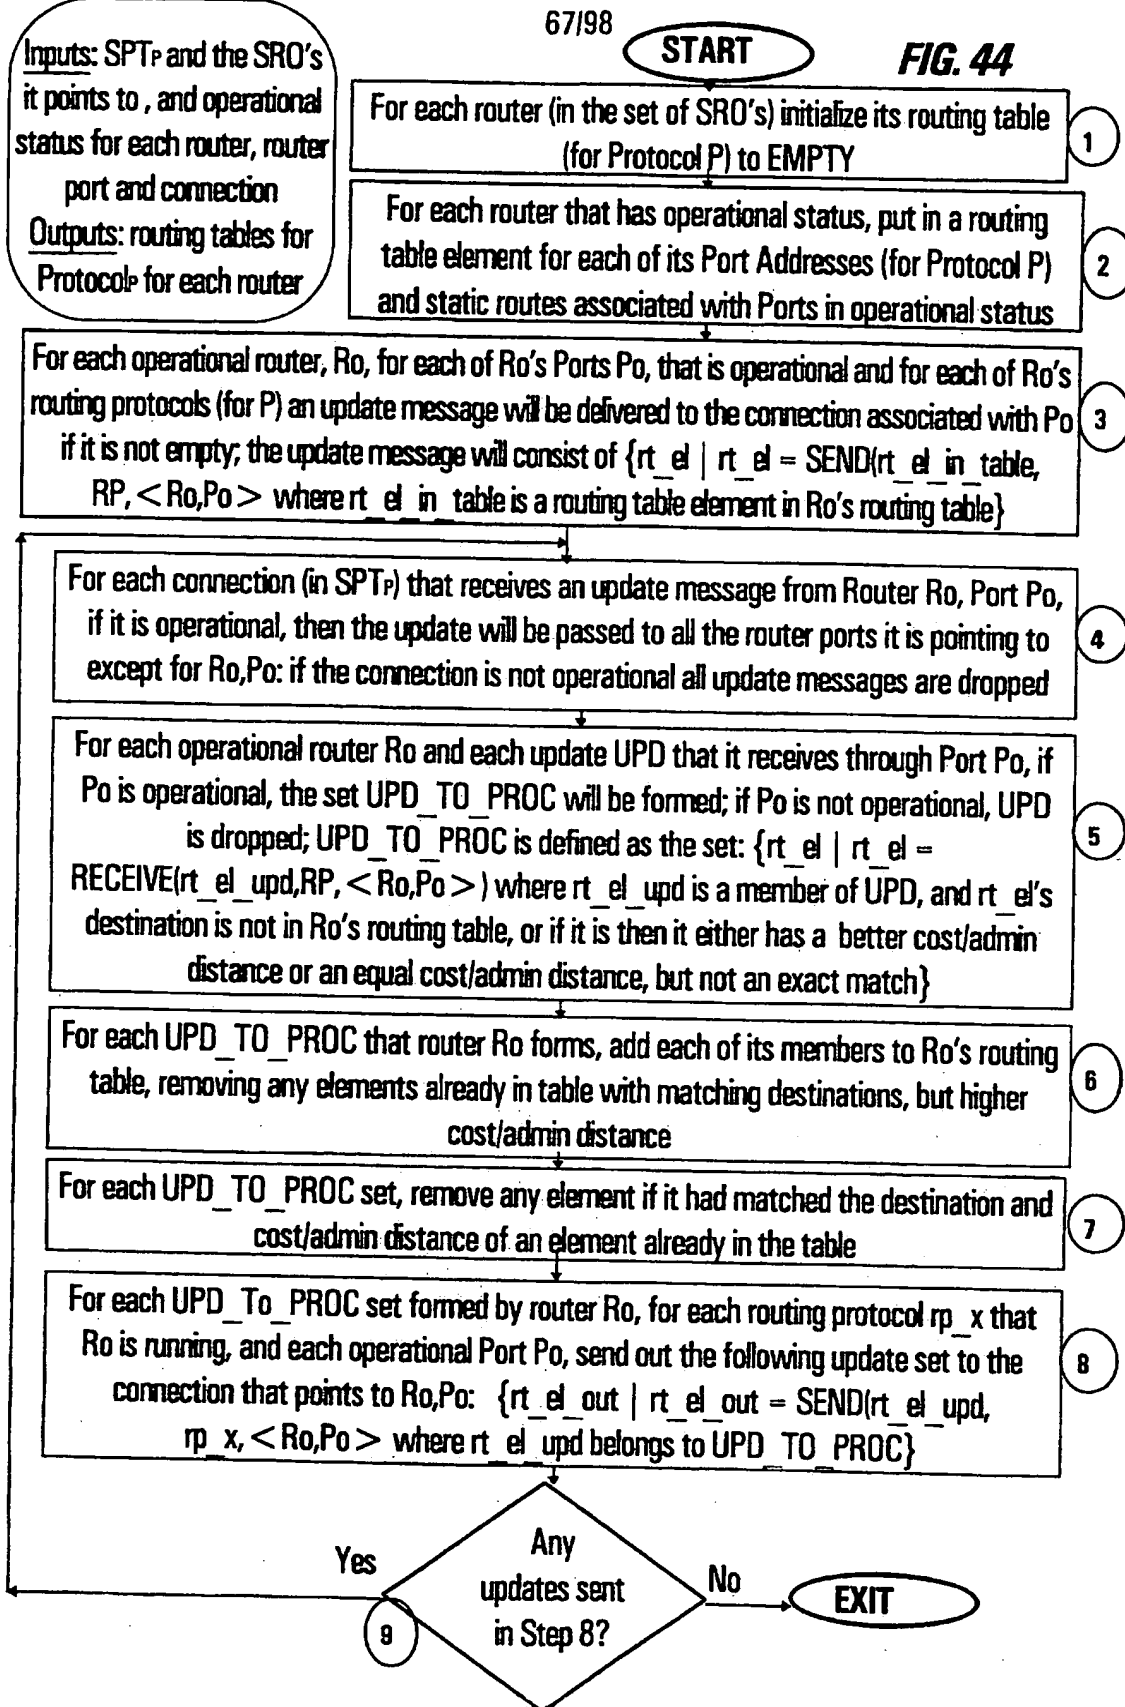 67/98
START
FIG. 44
Inputs: SPTP and the SRO's
it points to , and operational
status for each router, router
port and connection
Outputs: routing tables for
ProtocolP for each router
For each router (in the set of SRO's) initialize its routing table
(for Protocol P) to EMPTY
1
For each router that has operational status, put in a routing
table element for each of its Port Addresses (for Protocol P)
and static routes associated with Ports in operational status
2
For each operational router, Ro, for each of Ro's Ports Po, that is operational and for each of Ro's
routing protocols (for P) an update message will be delivered to the connection associated with Po
if it is not empty; the update message will consist of {rt_el | rt_el = SEND(rt_el_in_table,
RP, <Ro,Po> where rt_el_in_table is a routing table element in Ro's routing table}
3
For each connection (in SPTP) that receives an update message from Router Ro, Port Po,
if it is operational, then the update will be passed to all the router ports it is pointing to
except for Ro,Po: if the connection is not operational all update messages are dropped
4
For each operational router Ro and each update UPD that it receives through Port Po, if
Po is operational, the set UPD_TO_PROC will be formed; if Po is not operational, UPD
is dropped; UPD_TO_PROC is defined as the set: {rt_el | rt_el =
RECEIVE(rt_el_upd,RP, <Ro,Po>) where rt_el_upd is a member of UPD, and rt_el's
destination is not in Ro's routing table, or if it is then it either has a better cost/admin
distance or an equal cost/admin distance, but not an exact match}
5
For each UPD_TO_PROC that router Ro forms, add each of its members to Ro's routing
table, removing any elements already in table with matching destinations, but higher
cost/admin distance
6
For each UPD_TO_PROC set, remove any element if it had matched the destination and
cost/admin distance of an element already in the table
7
For each UPD_To_PROC set formed by router Ro, for each routing protocol rp_x that
Ro is running, and each operational Port Po, send out the following update set to the
connection that points to Ro,Po: {rt_el_out | rt_el_out = SEND(rt_el_upd,
rp_x, <Ro,Po> where rt_el_upd belongs to UPD_TO_PROC}
8
Any
updates sent
in Step 8?
Yes
No
EXIT
9